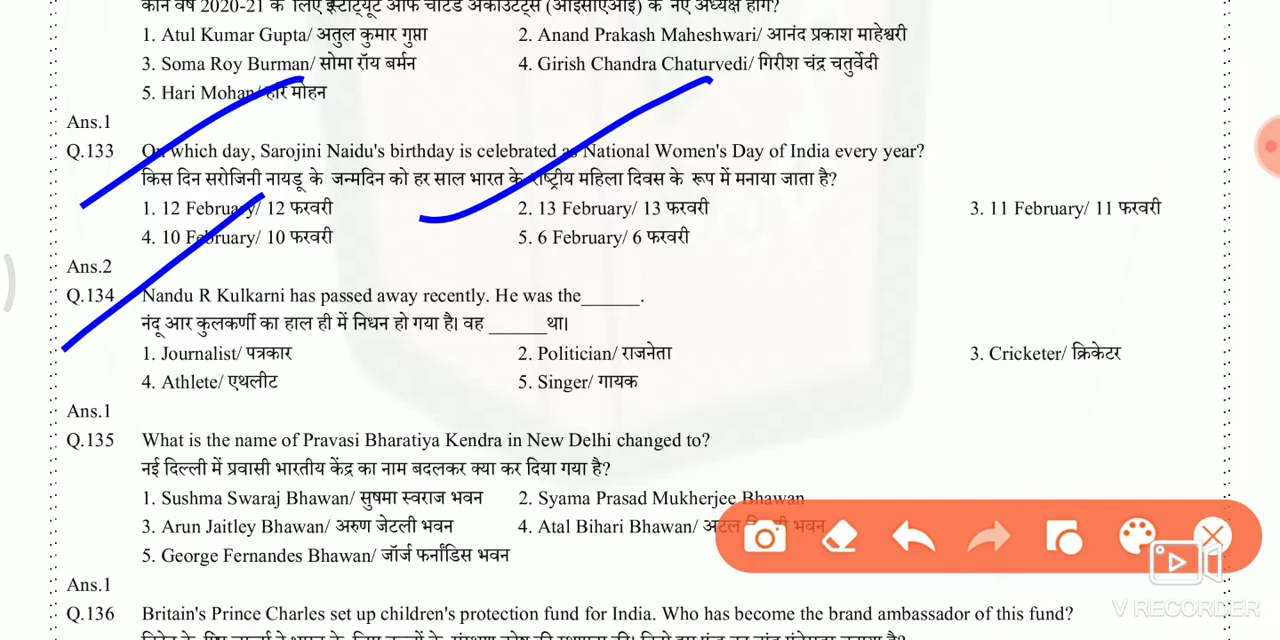 कौन वर्ष 2020-21 के लिए इंस्टीट्यूट ऑफ चार्टर्ड अकाउंटेंट्स (आईसीएआई) के नए अध्यक्ष होंगे?
1. Atul Kumar Gupta/ अतुल कुमार गुप्ता 2. Anand Prakash Maheshwari/ आनंद प्रकाश माहेश्वरी
3. Soma Roy Burman/ सोमा रॉय बर्मन 4. Girish Chandra Chaturvedi/ गिरीश चंद्र चतुर्वेदी
5. Hari Mohan/ हरि मोहन
Ans.1
Q.133 On which day, Sarojini Naidu's birthday is celebrated as National Women's Day of India every year?
किस दिन सरोजिनी नायडू के जन्मदिन को हर साल भारत के राष्ट्रीय महिला दिवस के रूप में मनाया जाता है?
1. 12 February/ 12 फरवरी 2. 13 February/ 13 फरवरी 3. 11 February/ 11 फरवरी
4. 10 February/ 10 फरवरी 5. 6 February/ 6 फरवरी
Ans.2
Q.134 Nandu R Kulkarni has passed away recently. He was the______.
नंदू आर कुलकर्णी का हाल ही में निधन हो गया है। वह ______था।
1. Journalist/ पत्रकार 2. Politician/ राजनेता 3. Cricketer/ क्रिकेटर
4. Athlete/ एथलीट 5. Singer/ गायक
Ans.1
Q.135 What is the name of Pravasi Bharatiya Kendra in New Delhi changed to?
नई दिल्ली में प्रवासी भारतीय केंद्र का नाम बदलकर क्या कर दिया गया है?
1. Sushma Swaraj Bhawan/ सुषमा स्वराज भवन 2. Syama Prasad Mukherjee Bhawan
3. Arun Jaitley Bhawan/ अरुण जेटली भवन 4. Atal Bihari Bhawan/ अटल भवन
5. George Fernandes Bhawan/ जॉर्ज फर्नांडिस भवन
Ans.1
Q.136 Britain's Prince Charles set up children's protection fund for India. Who has become the brand ambassador of this fund?
V RECORDER